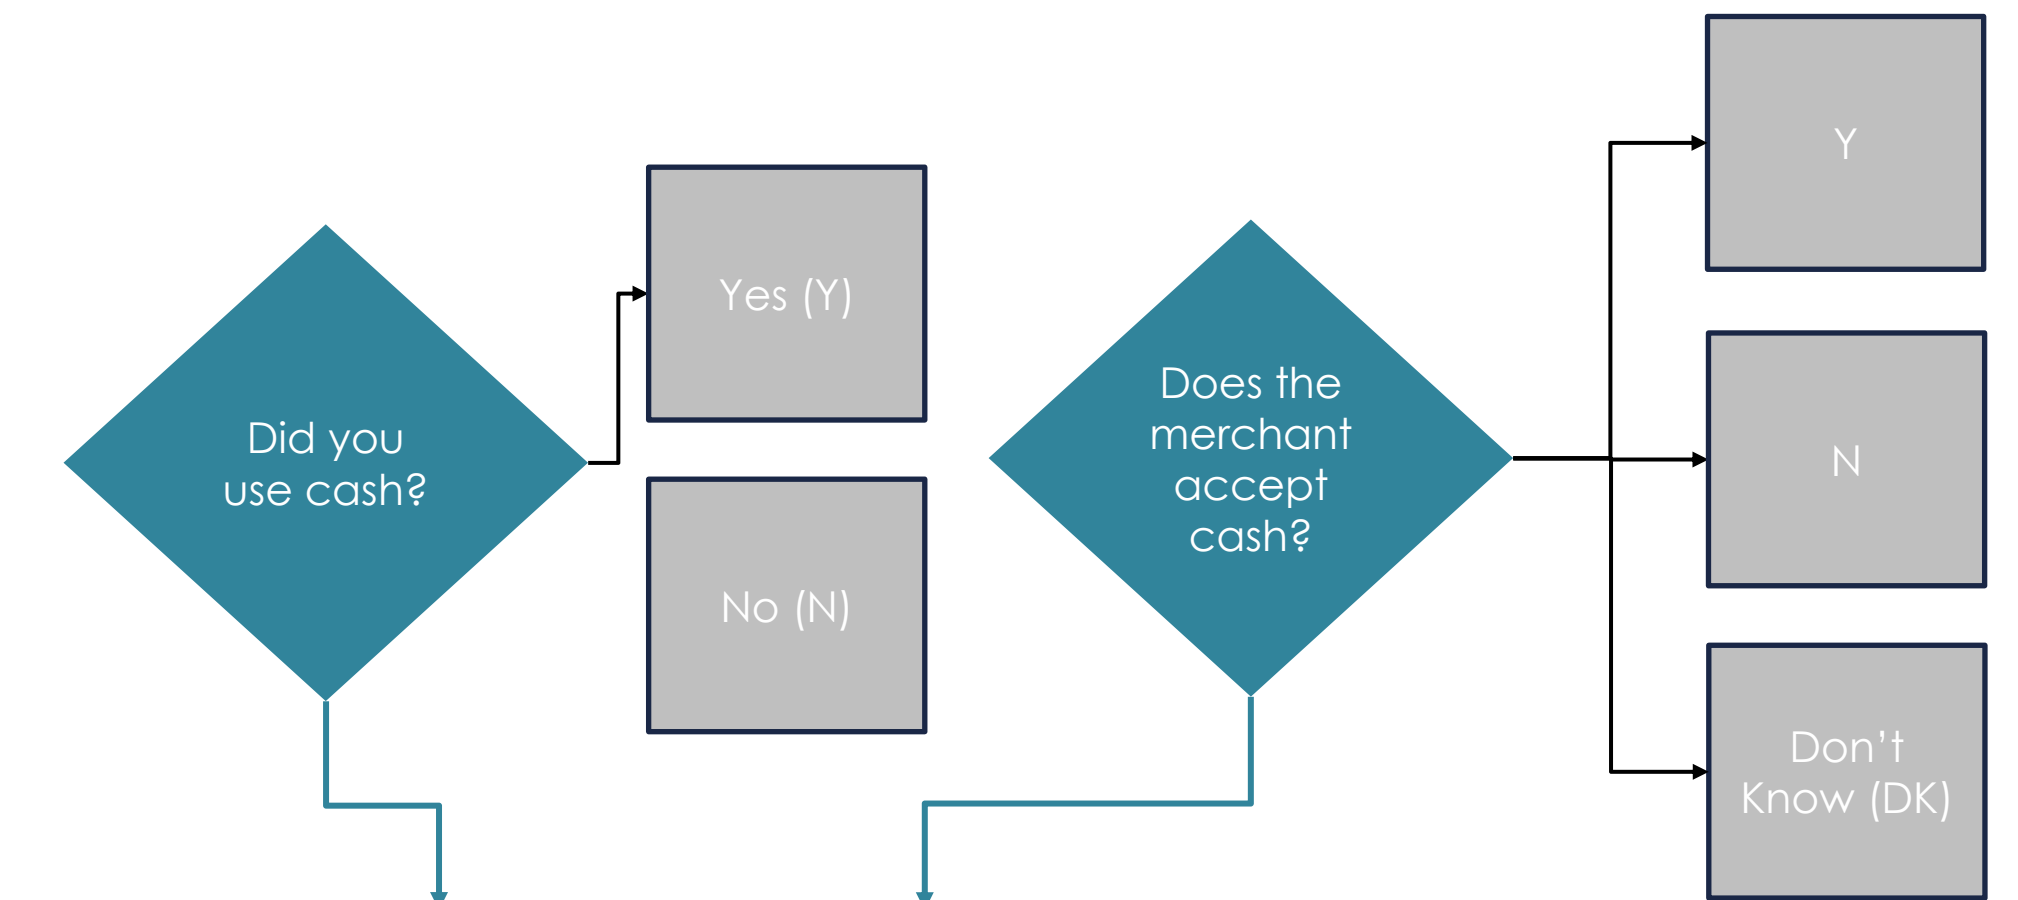 Did you
use cash?
Yes (Y)
No (N)
Does the
merchant
accept
cash?
Y
N
Don’t
Know (DK)